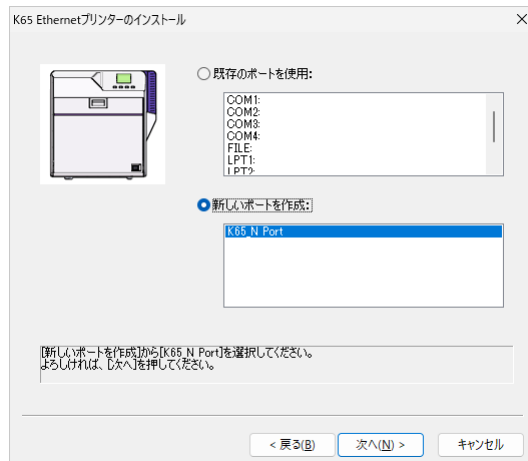 K65 Ethernetプリンターのインストール
既存のポートを使用:
COM1:
COM2:
COM3:
COM4:
FILE:
LPT1:
LPT2:
新しいポートを作成:
K65_N Port
[新しいポートを作成]から[K65_N Port]を選択してください。
よろしければ、[次へ]を押してください。
< 戻る(B)
次へ(N) >
キャンセル